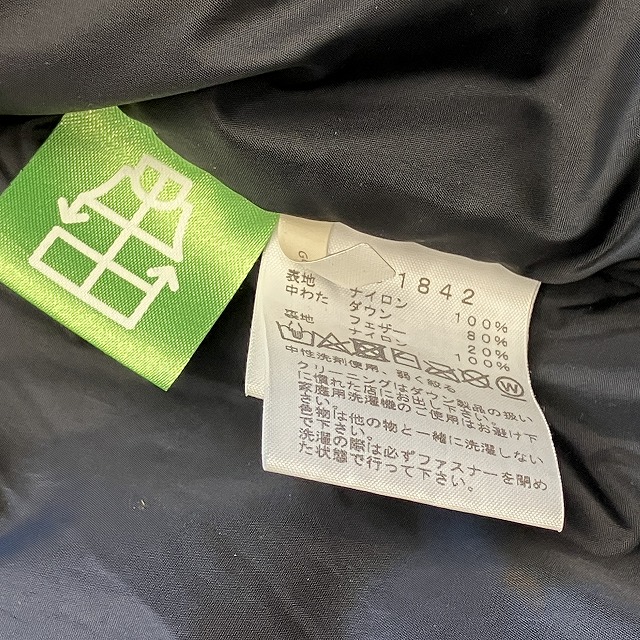 G
1842
表地 ナイロン 100%
中わた ダウン 80%
フェザー 20%
裏地 ナイロン 100%
中性洗剤使用、弱く絞る
クリーニングはダウン製品の扱い
に慣れた店にお出し下さい。
家庭用洗濯機のご使用はお避け下
さい。
色物は他の物と一緒に洗濯しない
で下さい。
洗濯の際は必ずファスナーを閉め
た状態で行って下さい。